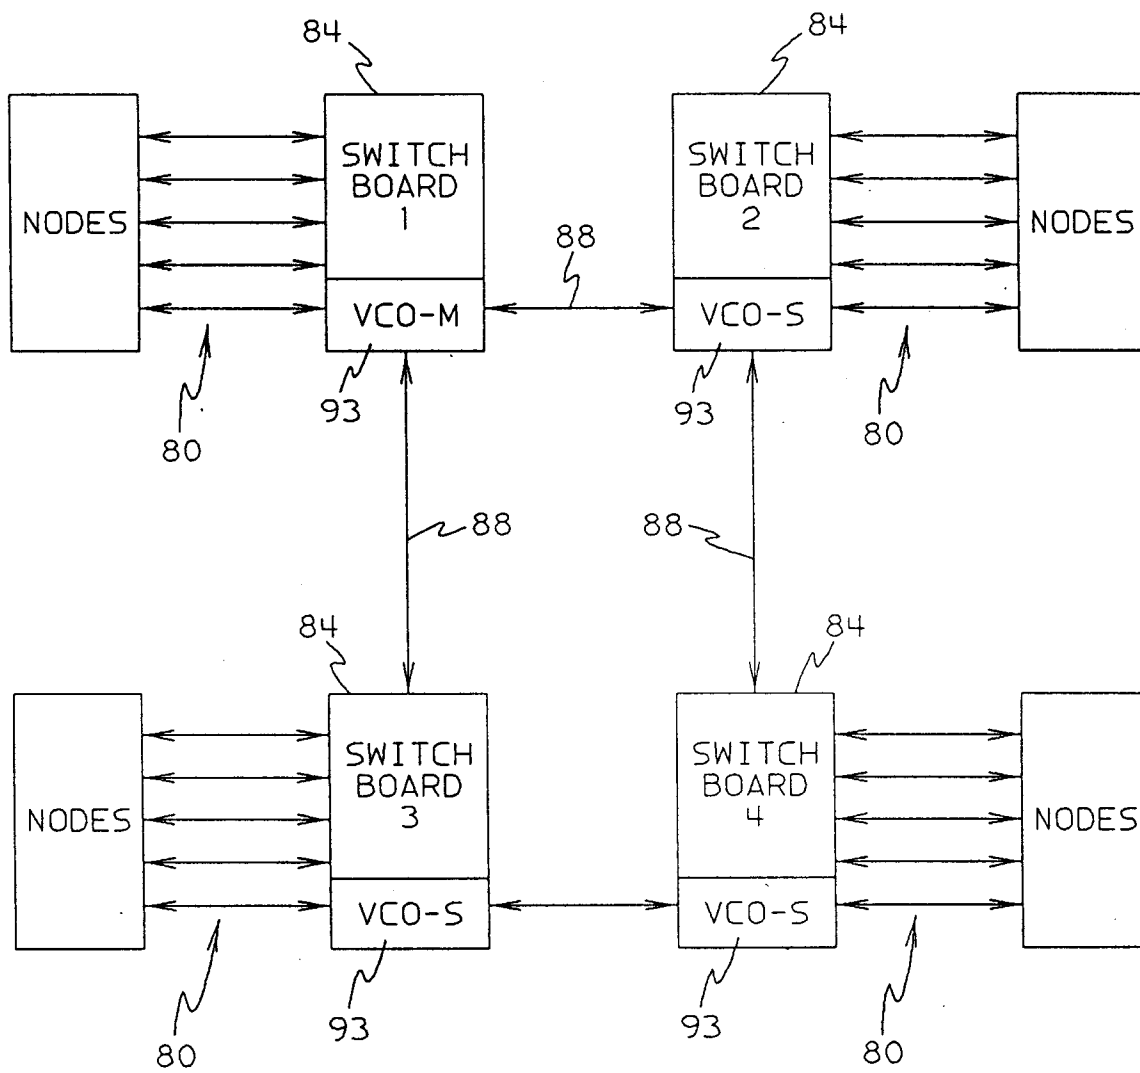 84
84
NODES
SWITCH
BOARD
1
VCO-M
88
SWITCH
BOARD
2
VCO-S
NODES
80
93
93
80
88
88
84
84
NODES
SWITCH
BOARD
3
VCO-S
SWITCH
BOARD
4
VCO-S
NODES
80
93
93
80